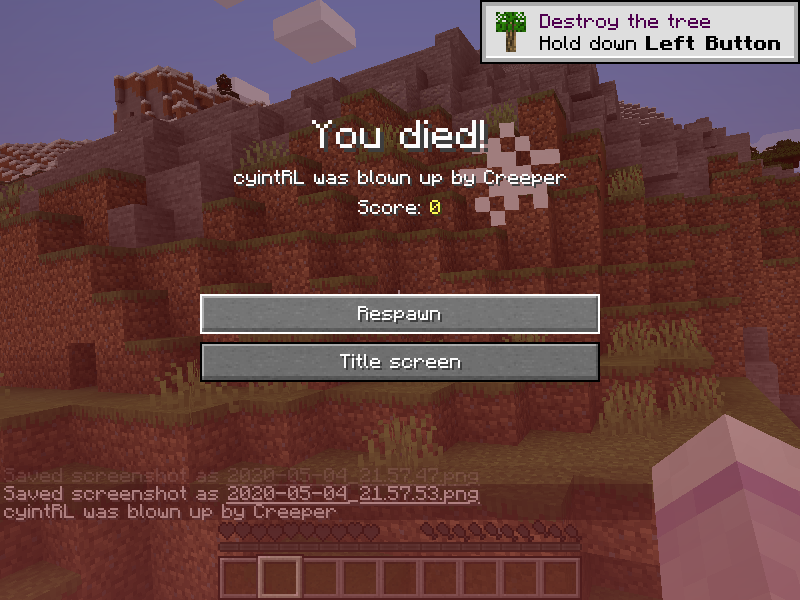 Destroy the tree
Hold down Left Button
You died!
cyintRL was blown up by Creeper
Score: 0
Respawn
Title screen
Saved screenshot as 2020-05-04_21.57.47.png
Saved screenshot as 2020-05-04_21.57.53.png
cyintRL was blown up by Creeper